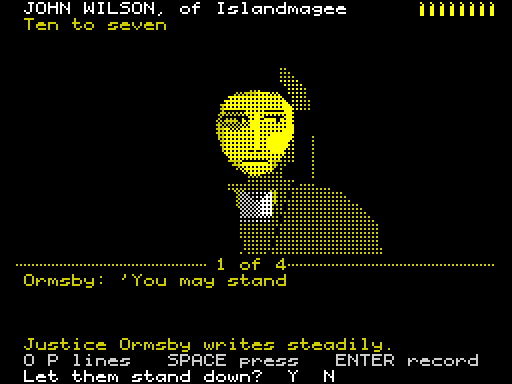 JOHN WILSON, of Islandmagee
Ten to seven
1 of 4
Ormsby: 'You may stand
Justice Ormsby writes steadily.
O P lines   SPACE press   ENTER record
Let them stand down?  Y  N